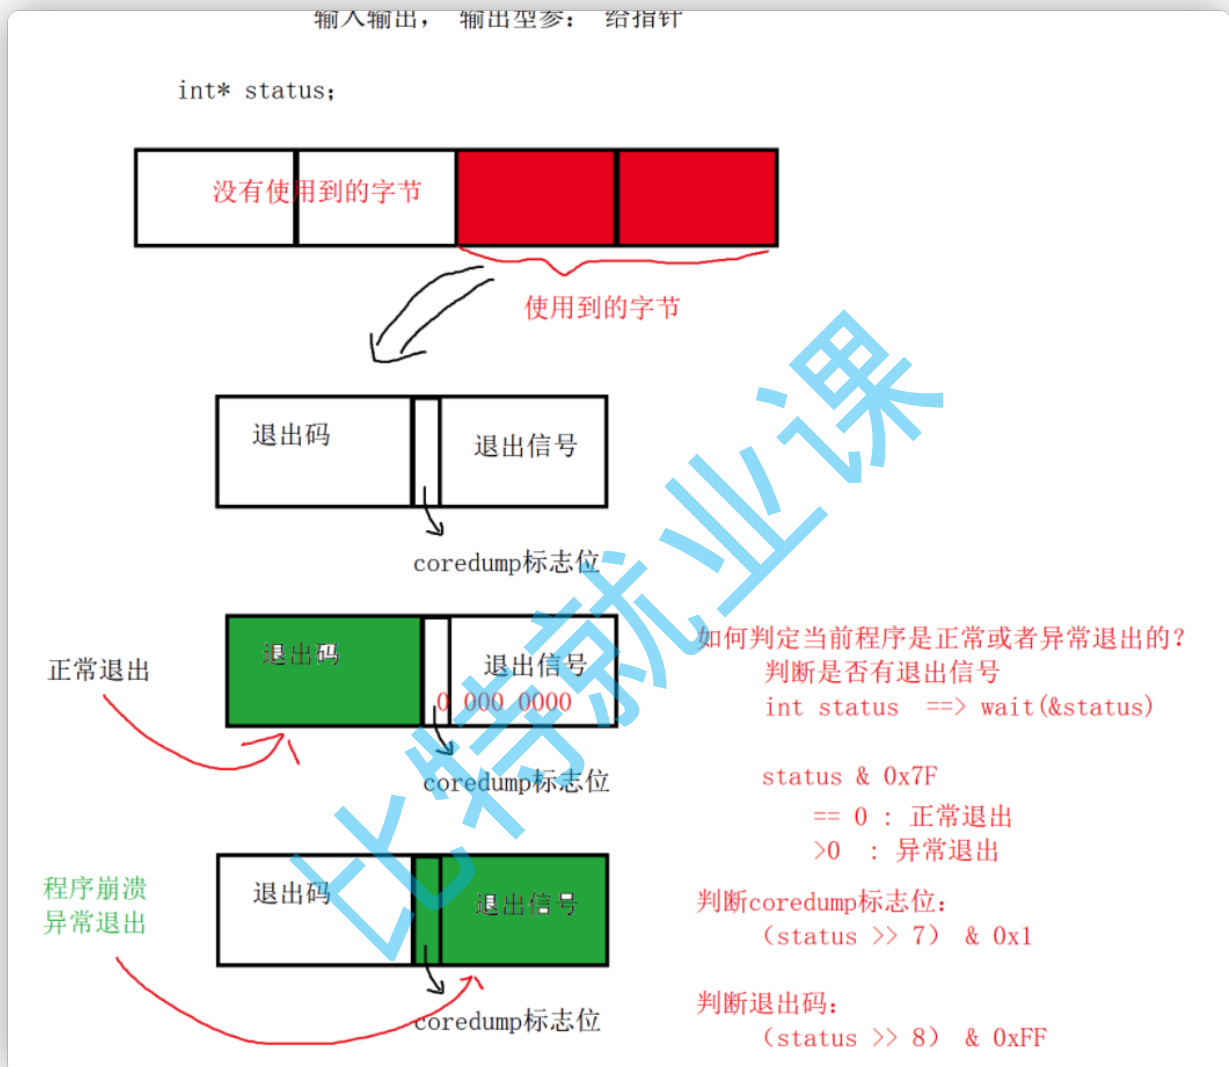 输入输出， 输出型参： 给指针
int* status;
没有使用到的字节
使用到的字节
退出码
退出信号
coredump标志位
正常退出
退出码
退出信号
0 000 0000
coredump标志位
程序崩溃
异常退出
退出码
退出信号
coredump标志位
如何判定当前程序是正常或者异常退出的？
判断是否有退出信号
int status ==> wait(&status)
status & 0x7F
== 0 : 正常退出
>0 : 异常退出
判断coredump标志位：
（status >> 7） & 0x1
判断退出码：
（status >> 8） & 0xFF
比特就业课